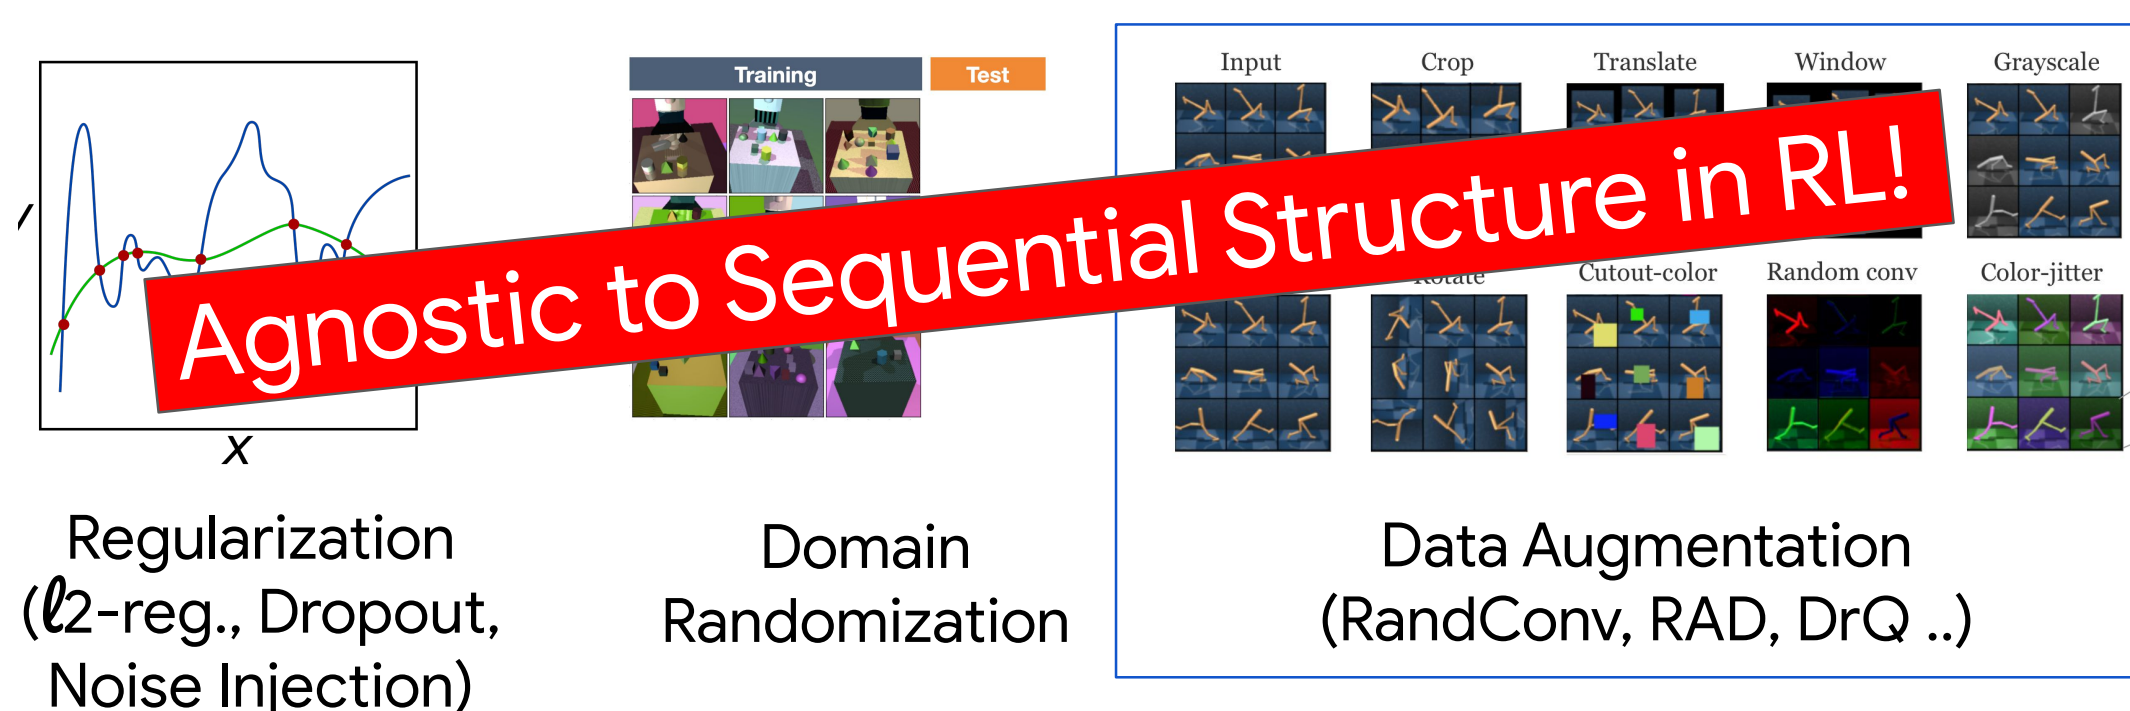 Training
Test
Input
Crop
Translate
Window
Grayscale
Agnostic to Sequential Structure in RL!
Rotate
Cutout-color
Random conv
Color-jitter
x
Regularization
(ℓ2-reg., Dropout,
Noise Injection)
Domain
Randomization
Data Augmentation
(RandConv, RAD, DrQ ..)